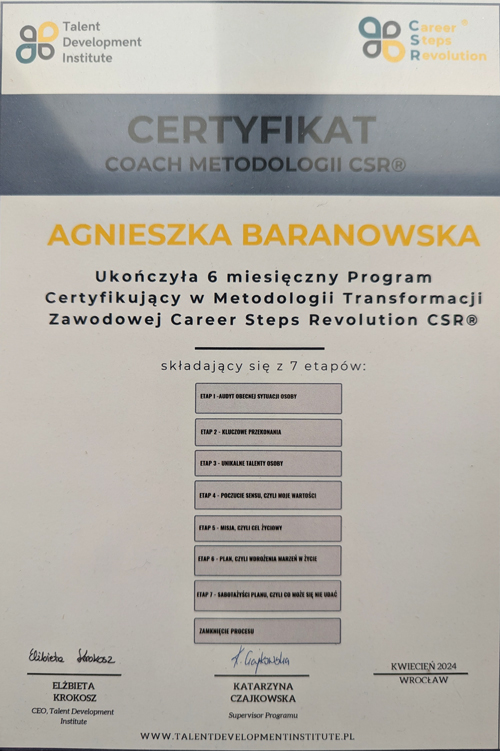 Talent
Development
Institute
Career ®
Steps
Revolution
CERTYFIKAT
COACH METODOLOGII CSR®
AGNIESZKA BARANOWSKA
Ukończyła 6 miesięczny Program
Certyfikujący w Metodologii Transformacji
Zawodowej Career Steps Revolution CSR®
składający się z 7 etapów:
ETAP 1 -AUDYT OBECNEJ SYTUACJI OSOBY
ETAP 2 - KLUCZOWE PRZEKONANIA
ETAP 3 - UNIKALNE TALENTY OSOBY
ETAP 4 - POCZUCIE SENSU, CZYLI MOJE WARTOŚCI
ETAP 5 - MISJA, CZYLI CEL ŻYCIOWY
ETAP 6 - PLAN, CZYLI WDROŻENIA MARZEŃ W ŻYCIE
ETAP 7 - SABOTAŻYŚCI PLANU, CZYLI CO MOŻE SIĘ NIE UDAĆ
ZAMKNIĘCIE PROCESU
Elżbieta Krokosz
K. Czajkowska
KWIECIEŃ 2024
WROCŁAW
ELŻBIETA
KROKOSZ
CEO, Talent Development
Institute
KATARZYNA
CZAJKOWSKA
Supervisor Programu
WWW.TALENTDEVELOPMENTINSTITUTE.PL